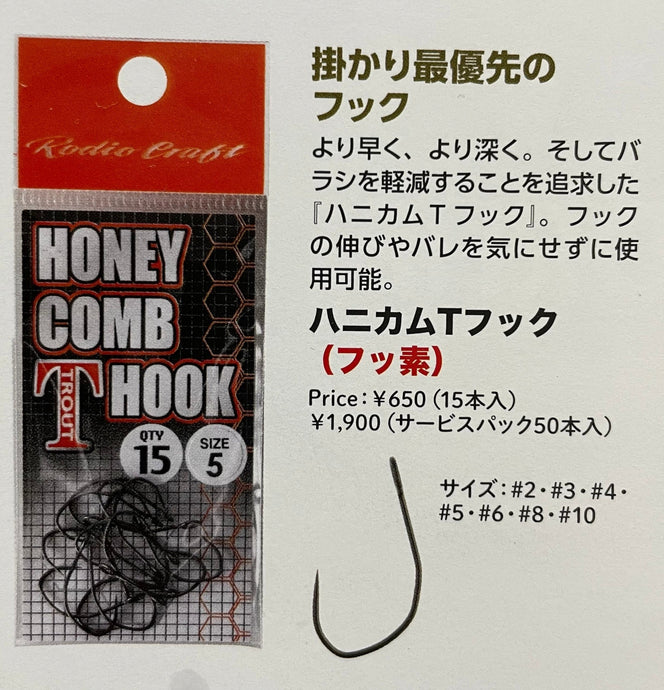 Rodio Craft
HONEY
COMB
T HOOK
TROUT
QTY
15
SIZE
5
掛かり最優先の
フック
より早く、より深く。そしてバ
ラシを軽減することを追求した
『ハニカムTフック』。フック
の伸びやバレを気にせずに使
用可能。
ハニカムTフック
（フッ素）
Price：¥650（15本入）
¥1,900（サービスパック50本入）
サイズ：#2・#3・#4・
#5・#6・#8・#10